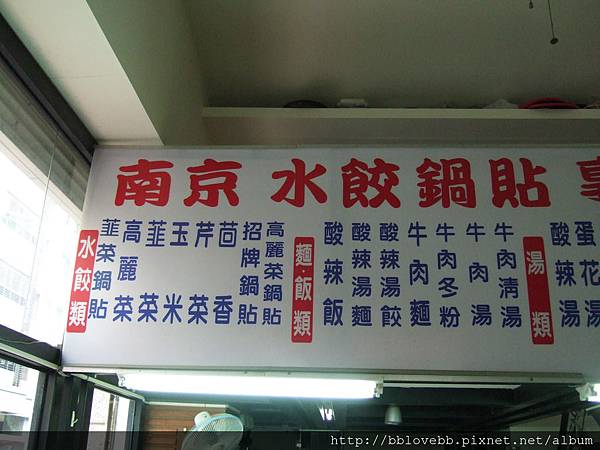 南京 水餃鍋貼
水餃類
韮菜鍋貼
高麗菜
韮菜
玉米
芹菜
茴香
招牌鍋貼
高麗菜鍋貼
麵·飯類
酸辣飯
酸辣湯麵
酸辣湯餃
牛肉麵
牛肉冬粉
牛肉湯
牛肉清湯
湯類
酸辣湯
蛋花湯
http://bblovebb.pixnet.net/album